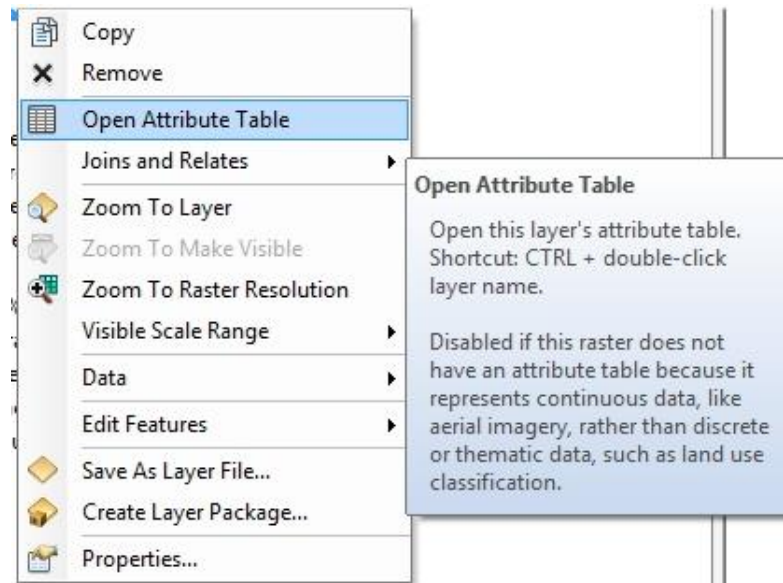 Copy
Remove
Open Attribute Table
Joins and Relates
Zoom To Layer
Zoom To Make Visible
Zoom To Raster Resolution
Visible Scale Range
Data
Edit Features
Save As Layer File...
Create Layer Package...
Properties...
Open Attribute Table
Open this layer's attribute table.
Shortcut: CTRL + double-click
layer name.
Disabled if this raster does not
have an attribute table because it
represents continuous data, like
aerial imagery, rather than discrete
or thematic data, such as land use
classification.